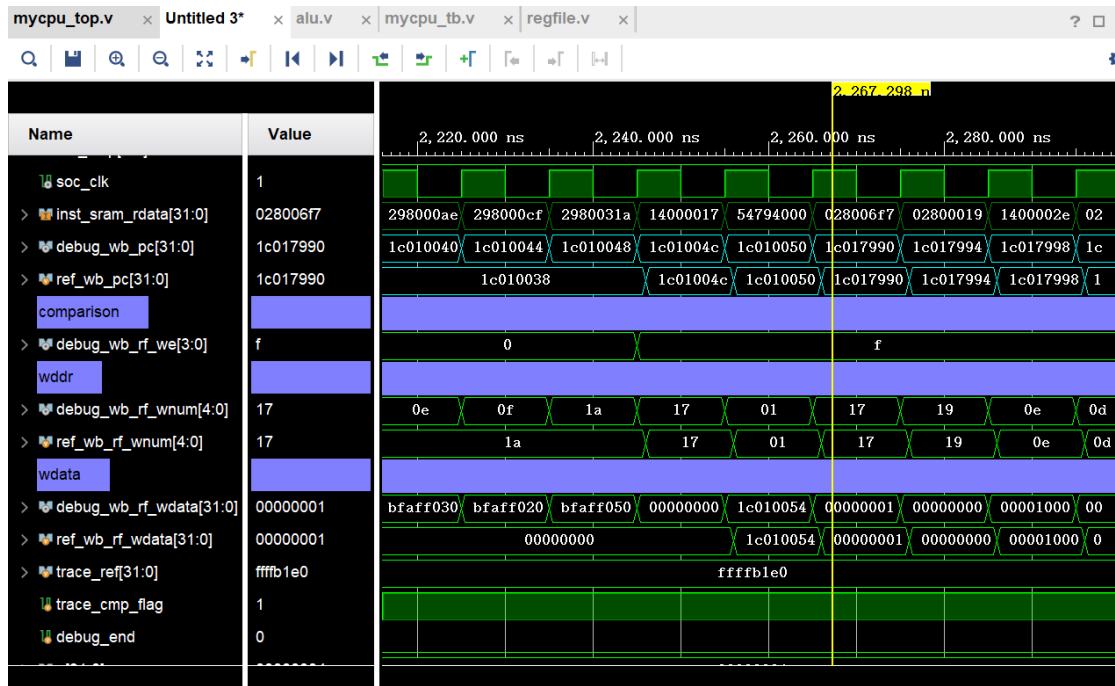 mycpu_top.v × Untitled 3* × alu.v × mycpu_tb.v × regfile.v × ?
2,267.298 n
Name Value
2,220.000 ns 2,240.000 ns 2,260.000 ns 2,280.000 ns
soc_clk 1
inst_sram_rdata[31:0] 028006f7 298000ae 298000cf 2980031a 14000017 54794000 028006f7 02800019 1400002e 02
debug_wb_pc[31:0] 1c017990 1c010040 1c010044 1c010048 1c01004c 1c010050 1c017990 1c017994 1c017998 1c
ref_wb_pc[31:0] 1c017990 1c010038 1c01004c 1c010050 1c017990 1c017994 1c017998 1
comparison
debug_wb_rf_we[3:0] f 0 f
wddr
debug_wb_rf_wnum[4:0] 17 0e 0f 1a 17 01 17 19 0e 0d
ref_wb_rf_wnum[4:0] 17 1a 17 01 17 19 0e 0d
wdata
debug_wb_rf_wdata[31:0] 00000001 bfaff030 bfaff020 bfaff050 00000000 1c010054 00000001 00000000 00001000 00
ref_wb_rf_wdata[31:0] 00000001 00000000 1c010054 00000001 00000000 00001000 0
trace_ref[31:0] ffffb1e0 ffffb1e0
trace_cmp_flag 1
debug_end 0